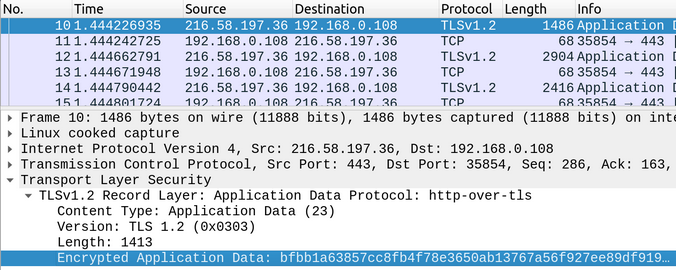 No. Time Source Destination Protocol Length Info
10 1.444226935 216.58.197.36 192.168.0.108 TLSv1.2 1486 Application D
11 1.444242725 192.168.0.108 216.58.197.36 TCP 68 35854 → 443 [
12 1.444662791 216.58.197.36 192.168.0.108 TLSv1.2 2904 Application D
13 1.444671948 192.168.0.108 216.58.197.36 TCP 68 35854 → 443 [
14 1.444790442 216.58.197.36 192.168.0.108 TLSv1.2 2416 Application D
15 1.444801724 192.168.0.108 216.58.197.36 TCP 68 35854 → 443 [
Frame 10: 1486 bytes on wire (11888 bits), 1486 bytes captured (11888 bits) on inte
Linux cooked capture
Internet Protocol Version 4, Src: 216.58.197.36, Dst: 192.168.0.108
Transmission Control Protocol, Src Port: 443, Dst Port: 35854, Seq: 286, Ack: 163,
Transport Layer Security
TLSv1.2 Record Layer: Application Data Protocol: http-over-tls
Content Type: Application Data (23)
Version: TLS 1.2 (0x0303)
Length: 1413
Encrypted Application Data: bfbb1a63857cc8fb4f78e3650ab13767a56f927ee89df919…